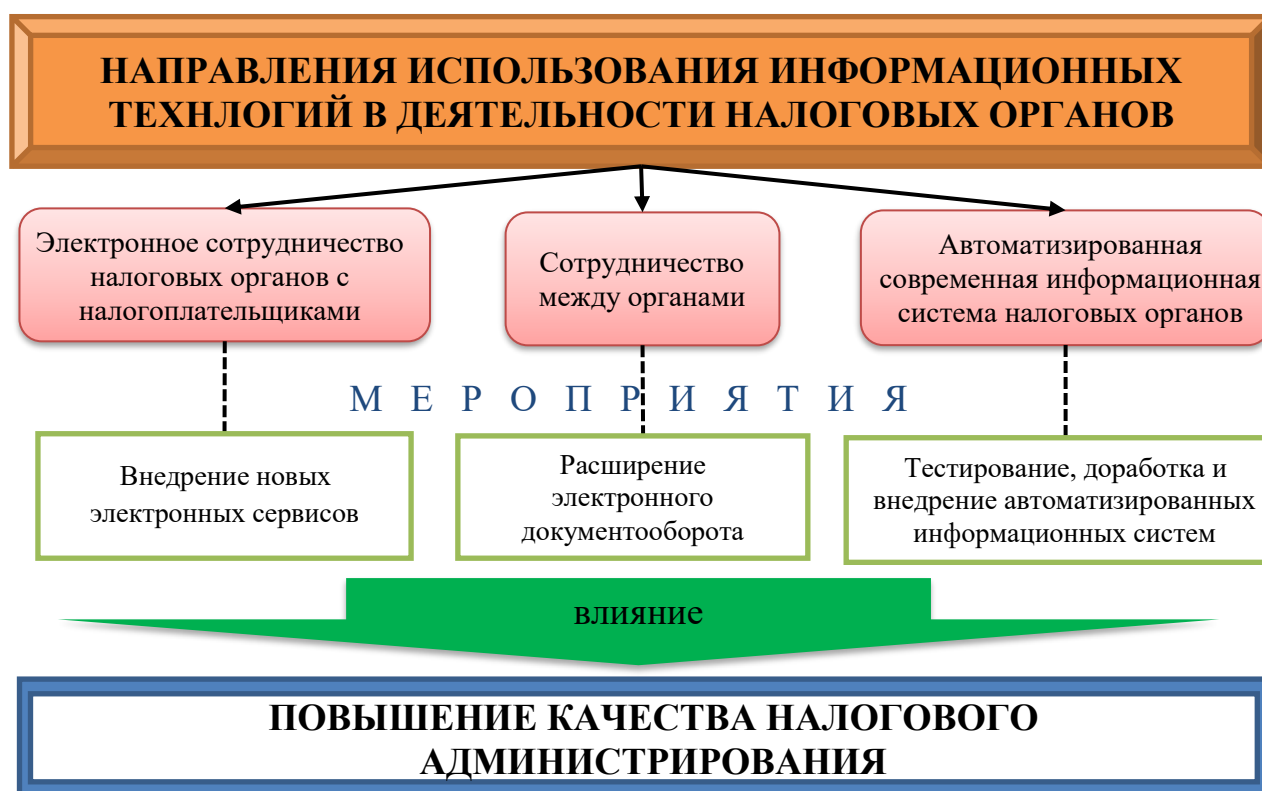 НАПРАВЛЕНИЯ ИСПОЛЬЗОВАНИЯ ИНФОРМАЦИОННЫХ
ТЕХНЛОГИЙ В ДЕЯТЕЛЬНОСТИ НАЛОГОВЫХ ОРГАНОВ
Электронное сотрудничество
налоговых органов с
налогоплательщиками
Сотрудничество
между органами
Автоматизированная
современная информационная
система налоговых органов
М Е Р О П Р И Я Т И Я
Внедрение новых
электронных сервисов
Расширение
электронного
документооборота
Тестирование, доработка и
внедрение автоматизированных
информационных систем
влияние
ПОВЫШЕНИЕ КАЧЕСТВА НАЛОГОВОГО
АДМИНИСТРИРОВАНИЯ